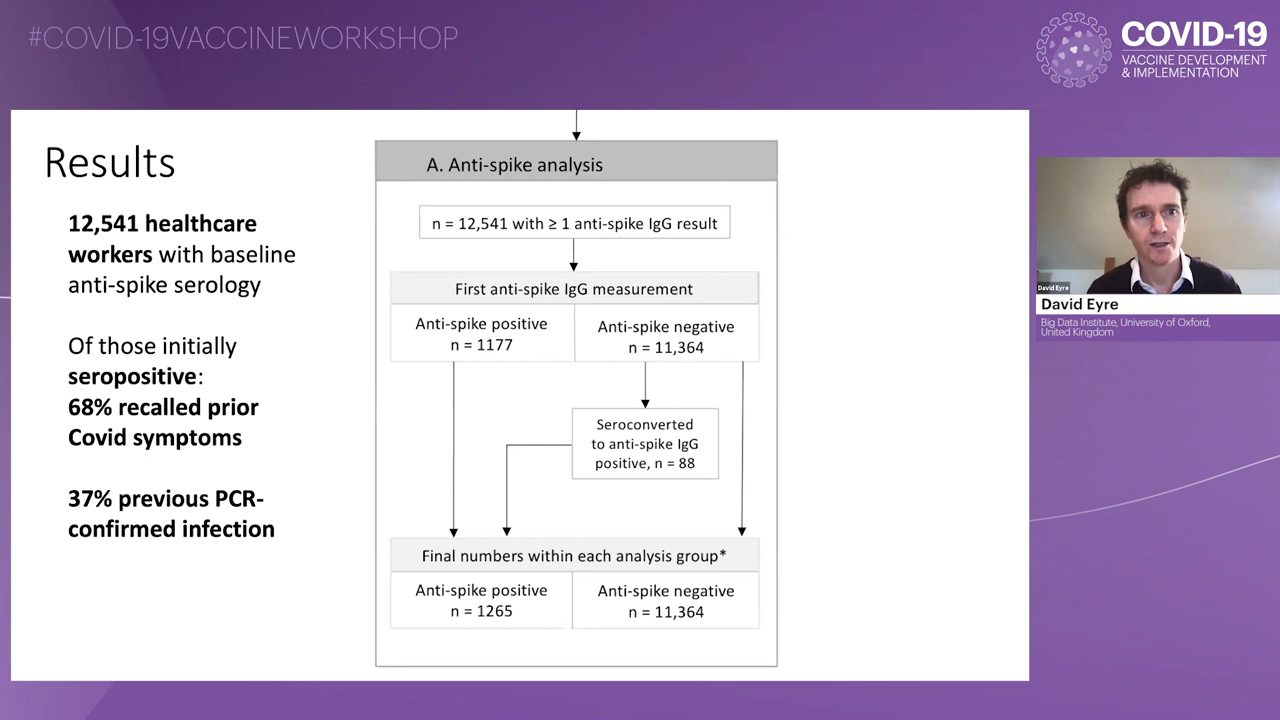 #COVID-19VACCINEWORKSHOP
COVID-19
VACCINE DEVELOPMENT
& IMPLEMENTATION
Results
12,541 healthcare
workers with baseline
anti-spike serology
Of those initially
seropositive:
68% recalled prior
Covid symptoms
37% previous PCR-
confirmed infection
A. Anti-spike analysis
n = 12,541 with ≥ 1 anti-spike IgG result
First anti-spike IgG measurement
Anti-spike positive
n = 1177
Anti-spike negative
n = 11,364
Seroconverted
to anti-spike IgG
positive, n = 88
Final numbers within each analysis group*
Anti-spike positive
n = 1265
Anti-spike negative
n = 11,364
David Eyre
David Eyre
Big Data Institute, University of Oxford,
United Kingdom